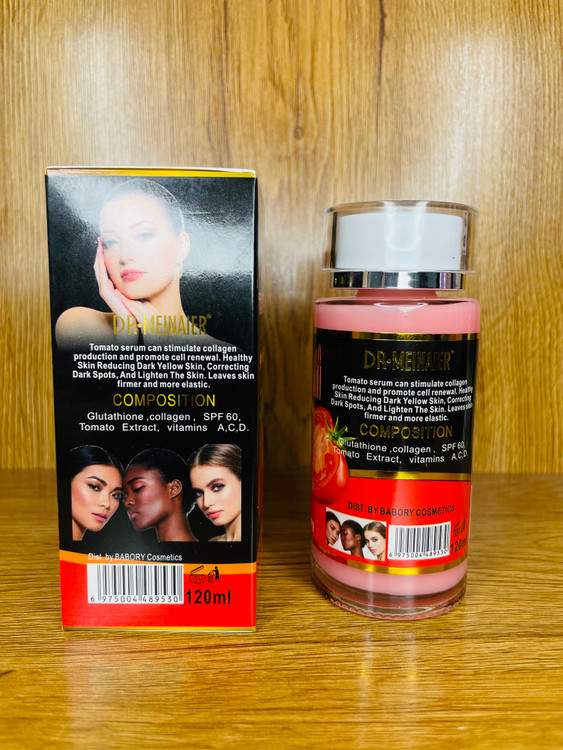 DR·MEINAIER®
Tomato serum can stimulate collagen
production and promote cell renewal. Healthy
Skin Reducing Dark Yellow Skin, Correcting
Dark Spots, And Lighten The Skin. Leaves skin
firmer and more elastic.
COMPOSITION
Glutathione ,collagen , SPF 60,
Tomato Extract, vitamins A,C,D.
Dist. by BABORY Cosmetics
6 975004 489530
120ml
DR·MEINAIER®
Tomato serum can stimulate collagen
production and promote cell renewal. Healthy
Skin Reducing Dark Yellow Skin, Correcting
Dark Spots, And Lighten The Skin. Leaves skin
firmer and more elastic.
COMPOSITION
Glutathione ,collagen , SPF 60,
Tomato Extract, vitamins A,C,D.
DIST. BY BABORY COSMETICS
6 975004 489530
120ml